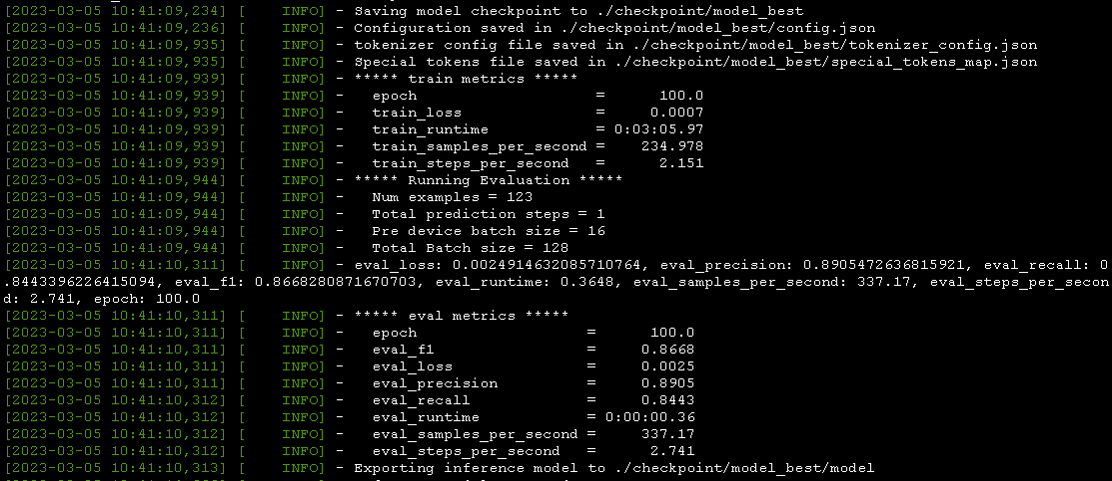 [2023-03-05 10:41:09,234] [    INFO] - Saving model checkpoint to ./checkpoint/model_best
[2023-03-05 10:41:09,236] [    INFO] - Configuration saved in ./checkpoint/model_best/config.json
[2023-03-05 10:41:09,935] [    INFO] - tokenizer config file saved in ./checkpoint/model_best/tokenizer_config.json
[2023-03-05 10:41:09,935] [    INFO] - Special tokens file saved in ./checkpoint/model_best/special_tokens_map.json
[2023-03-05 10:41:09,939] [    INFO] - ***** train metrics *****
[2023-03-05 10:41:09,939] [    INFO] -   epoch                    =      100.0
[2023-03-05 10:41:09,939] [    INFO] -   train_loss               =     0.0007
[2023-03-05 10:41:09,939] [    INFO] -   train_runtime            = 0:03:05.97
[2023-03-05 10:41:09,939] [    INFO] -   train_samples_per_second =    234.978
[2023-03-05 10:41:09,939] [    INFO] -   train_steps_per_second   =      2.151
[2023-03-05 10:41:09,944] [    INFO] - ***** Running Evaluation *****
[2023-03-05 10:41:09,944] [    INFO] -   Num examples = 123
[2023-03-05 10:41:09,944] [    INFO] -   Total prediction steps = 1
[2023-03-05 10:41:09,944] [    INFO] -   Pre device batch size = 16
[2023-03-05 10:41:09,944] [    INFO] -   Total Batch size = 128
[2023-03-05 10:41:10,311] [    INFO] - eval_loss: 0.0024914632085710764, eval_precision: 0.8905472636815921, eval_recall: 0
.8443396226415094, eval_f1: 0.8668280871670703, eval_runtime: 0.3648, eval_samples_per_second: 337.17, eval_steps_per_secon
d: 2.741, epoch: 100.0
[2023-03-05 10:41:10,311] [    INFO] - ***** eval metrics *****
[2023-03-05 10:41:10,311] [    INFO] -   epoch                   =      100.0
[2023-03-05 10:41:10,311] [    INFO] -   eval_f1                 =     0.8668
[2023-03-05 10:41:10,311] [    INFO] -   eval_loss               =     0.0025
[2023-03-05 10:41:10,311] [    INFO] -   eval_precision          =     0.8905
[2023-03-05 10:41:10,312] [    INFO] -   eval_recall             =     0.8443
[2023-03-05 10:41:10,312] [    INFO] -   eval_runtime            = 0:00:00.36
[2023-03-05 10:41:10,312] [    INFO] -   eval_samples_per_second =     337.17
[2023-03-05 10:41:10,312] [    INFO] -   eval_steps_per_second   =      2.741
[2023-03-05 10:41:10,313] [    INFO] - Exporting inference model to ./checkpoint/model_best/model